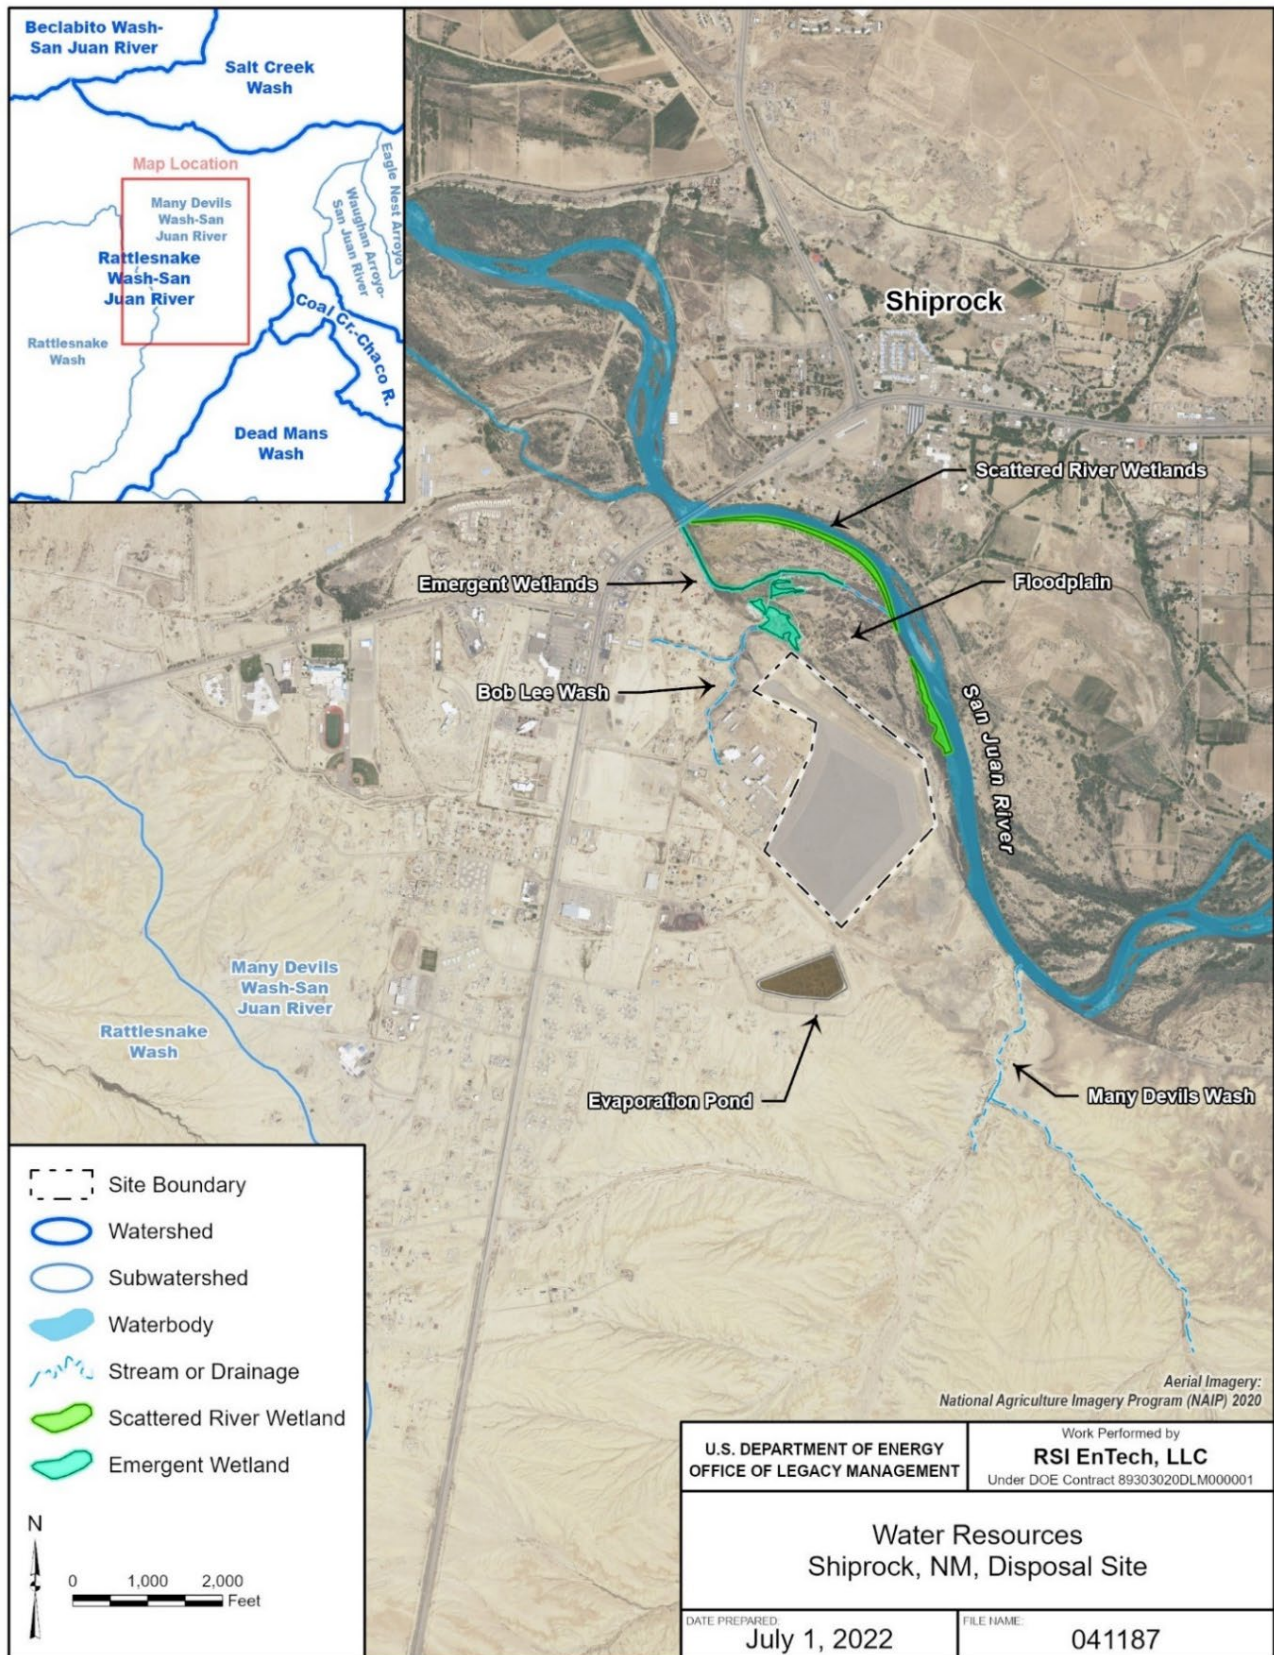 Beclabito Wash-
San Juan River
Salt Creek
Wash
Map Location
Many Devils
Wash-San
Juan River
Rattlesnake
Wash-San
Juan River
Eagle Nest Arroyo
Waughan Arroyo-
San Juan River
Coal Cr.-Chaco R.
Rattlesnake
Wash
Dead Mans
Wash
Shiprock
Scattered River Wetlands
Emergent Wetlands
Floodplain
Bob Lee Wash
San Juan River
Many Devils
Wash-San
Juan River
Rattlesnake
Wash
Evaporation Pond
Many Devils Wash
Site Boundary
Watershed
Subwatershed
Waterbody
Stream or Drainage
Scattered River Wetland
Emergent Wetland
N
0 1,000 2,000
Feet
Aerial Imagery:
National Agriculture Imagery Program (NAIP) 2020
U.S. DEPARTMENT OF ENERGY
OFFICE OF LEGACY MANAGEMENT
Work Performed by
RSI EnTech, LLC
Under DOE Contract 89303020DLM000001
Water Resources
Shiprock, NM, Disposal Site
DATE PREPARED:
July 1, 2022
FILE NAME:
041187